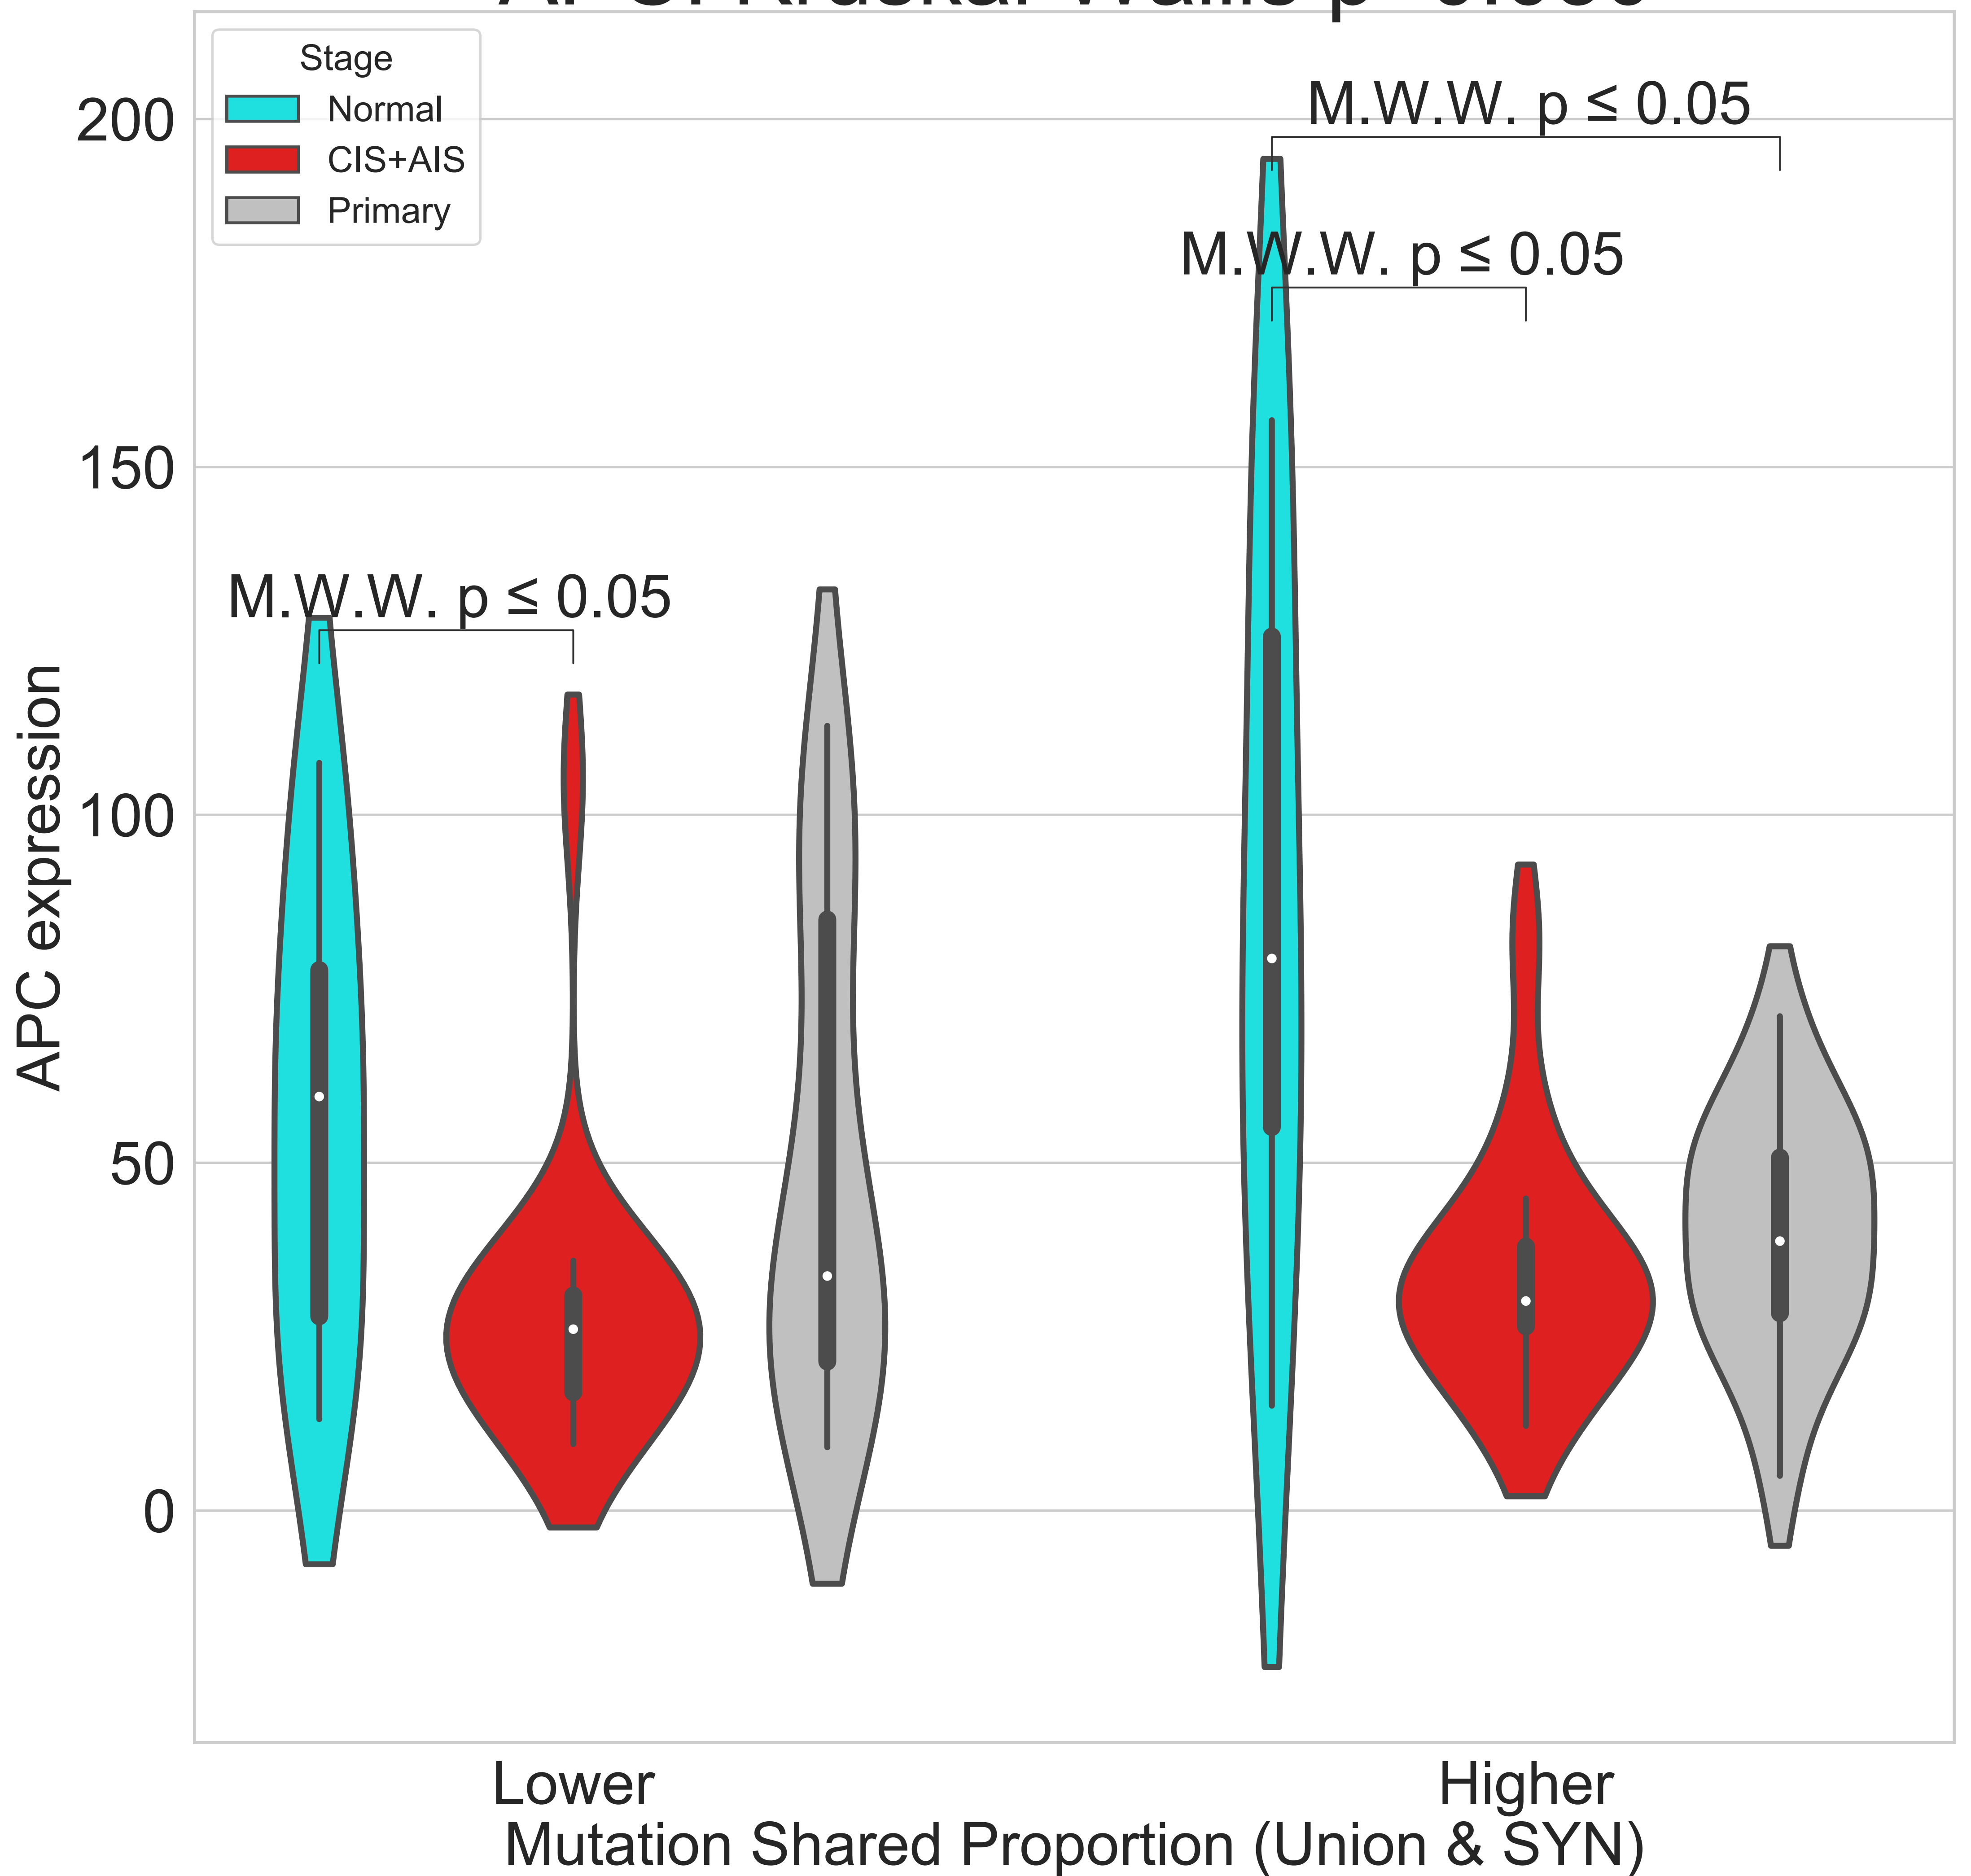 Stage
Normal
CIS+AIS
Primary
M.W.W. p ≤ 0.05
M.W.W. p ≤ 0.05
M.W.W. p ≤ 0.05
200
150
100
50
0
APC expression
Lower
Higher
Mutation Shared Proportion (Union & SYN)